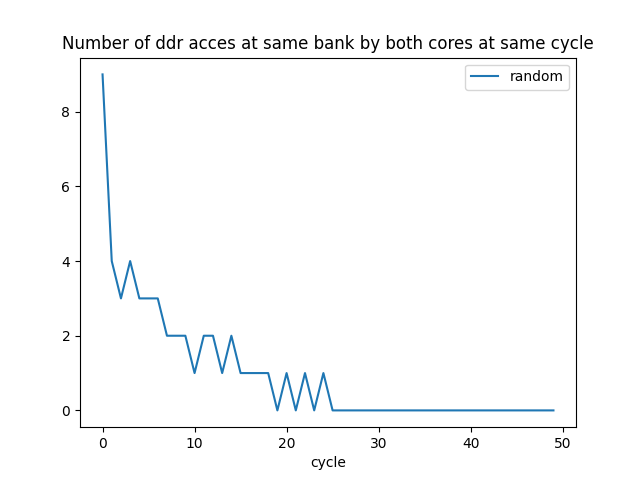 Number of ddr acces at same bank by both cores at same cycle
random
8
6
4
2
0
0 10 20 30 40 50
cycle